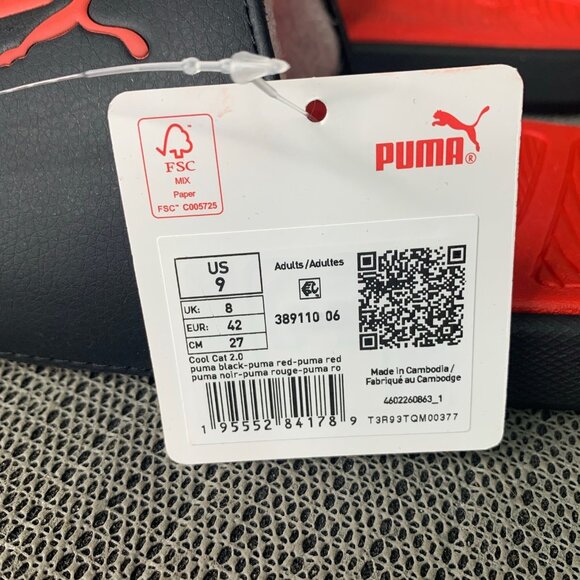 FSC
MIX
Paper
FSC™ C005725
PUMA®
US
9
UK: 8
EUR: 42
CM 27
Adults/Adultes
389110 06
Cool Cat 2.0
puma black-puma red-puma red
puma noir-puma rouge-puma ro
1 95552 84178 9
Made in Cambodia/
Fabriqué au Cambodge
4602260863_1
T3R93TQM00377